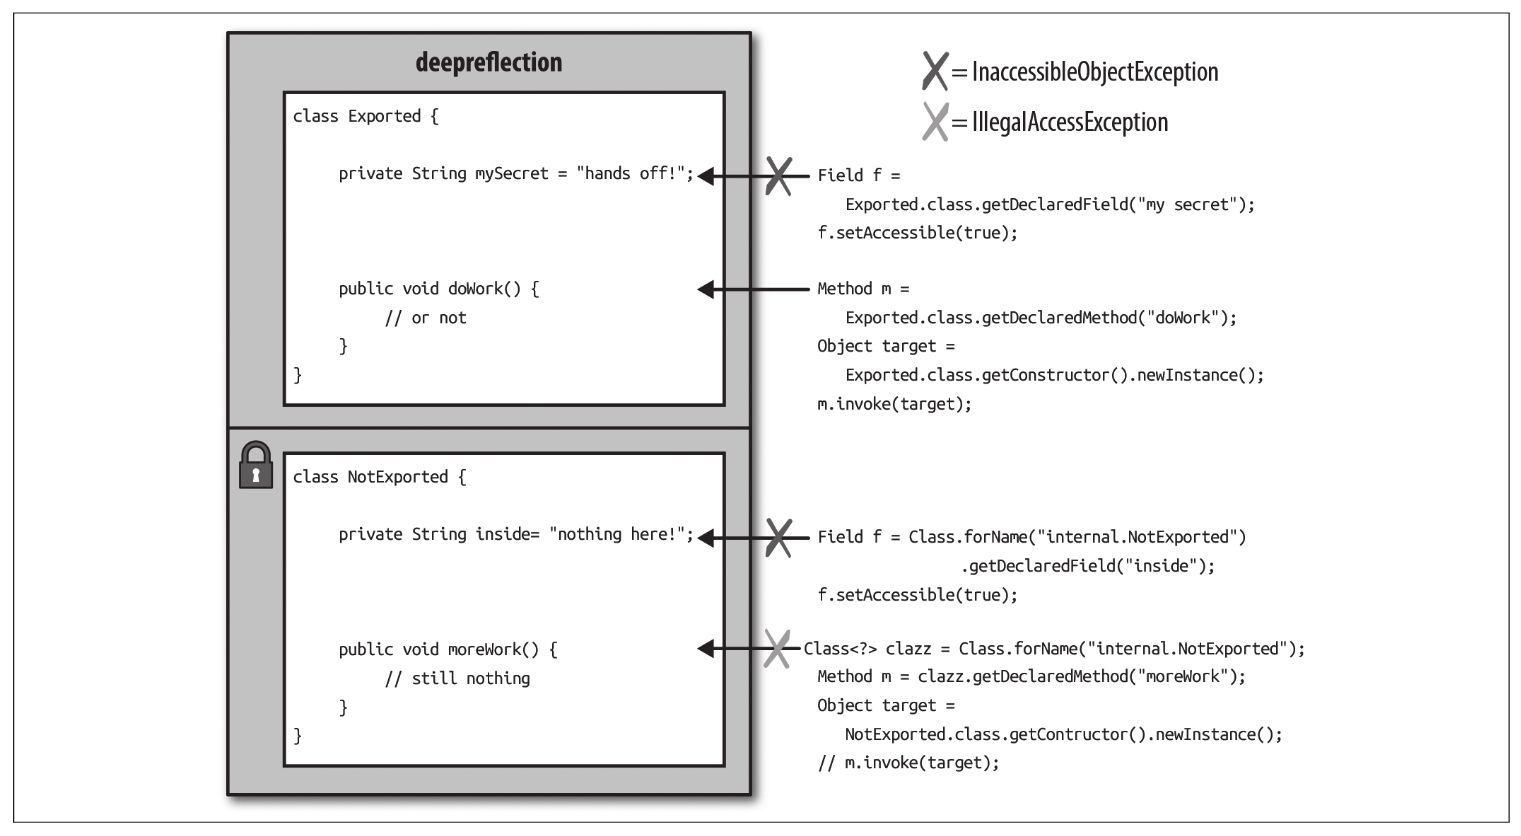 deepreflection
class Exported {
private String mySecret = "hands off!";
public void doWork() {
// or not
}
}
class NotExported {
private String inside= "nothing here!";
public void moreWork() {
// still nothing
}
}
= InaccessibleObjectException
= IllegalAccessException
Field f =
Exported.class.getDeclaredField("my secret");
f.setAccessible(true);
Method m =
Exported.class.getDeclaredMethod("doWork");
Object target =
Exported.class.getConstructor().newInstance();
m.invoke(target);
Field f = Class.forName("internal.NotExported")
.getDeclaredField("inside");
f.setAccessible(true);
Class<?> clazz = Class.forName("internal.NotExported");
Method m = clazz.getDeclaredMethod("moreWork");
Object target =
NotExported.class.getContructor().newInstance();
// m.invoke(target);